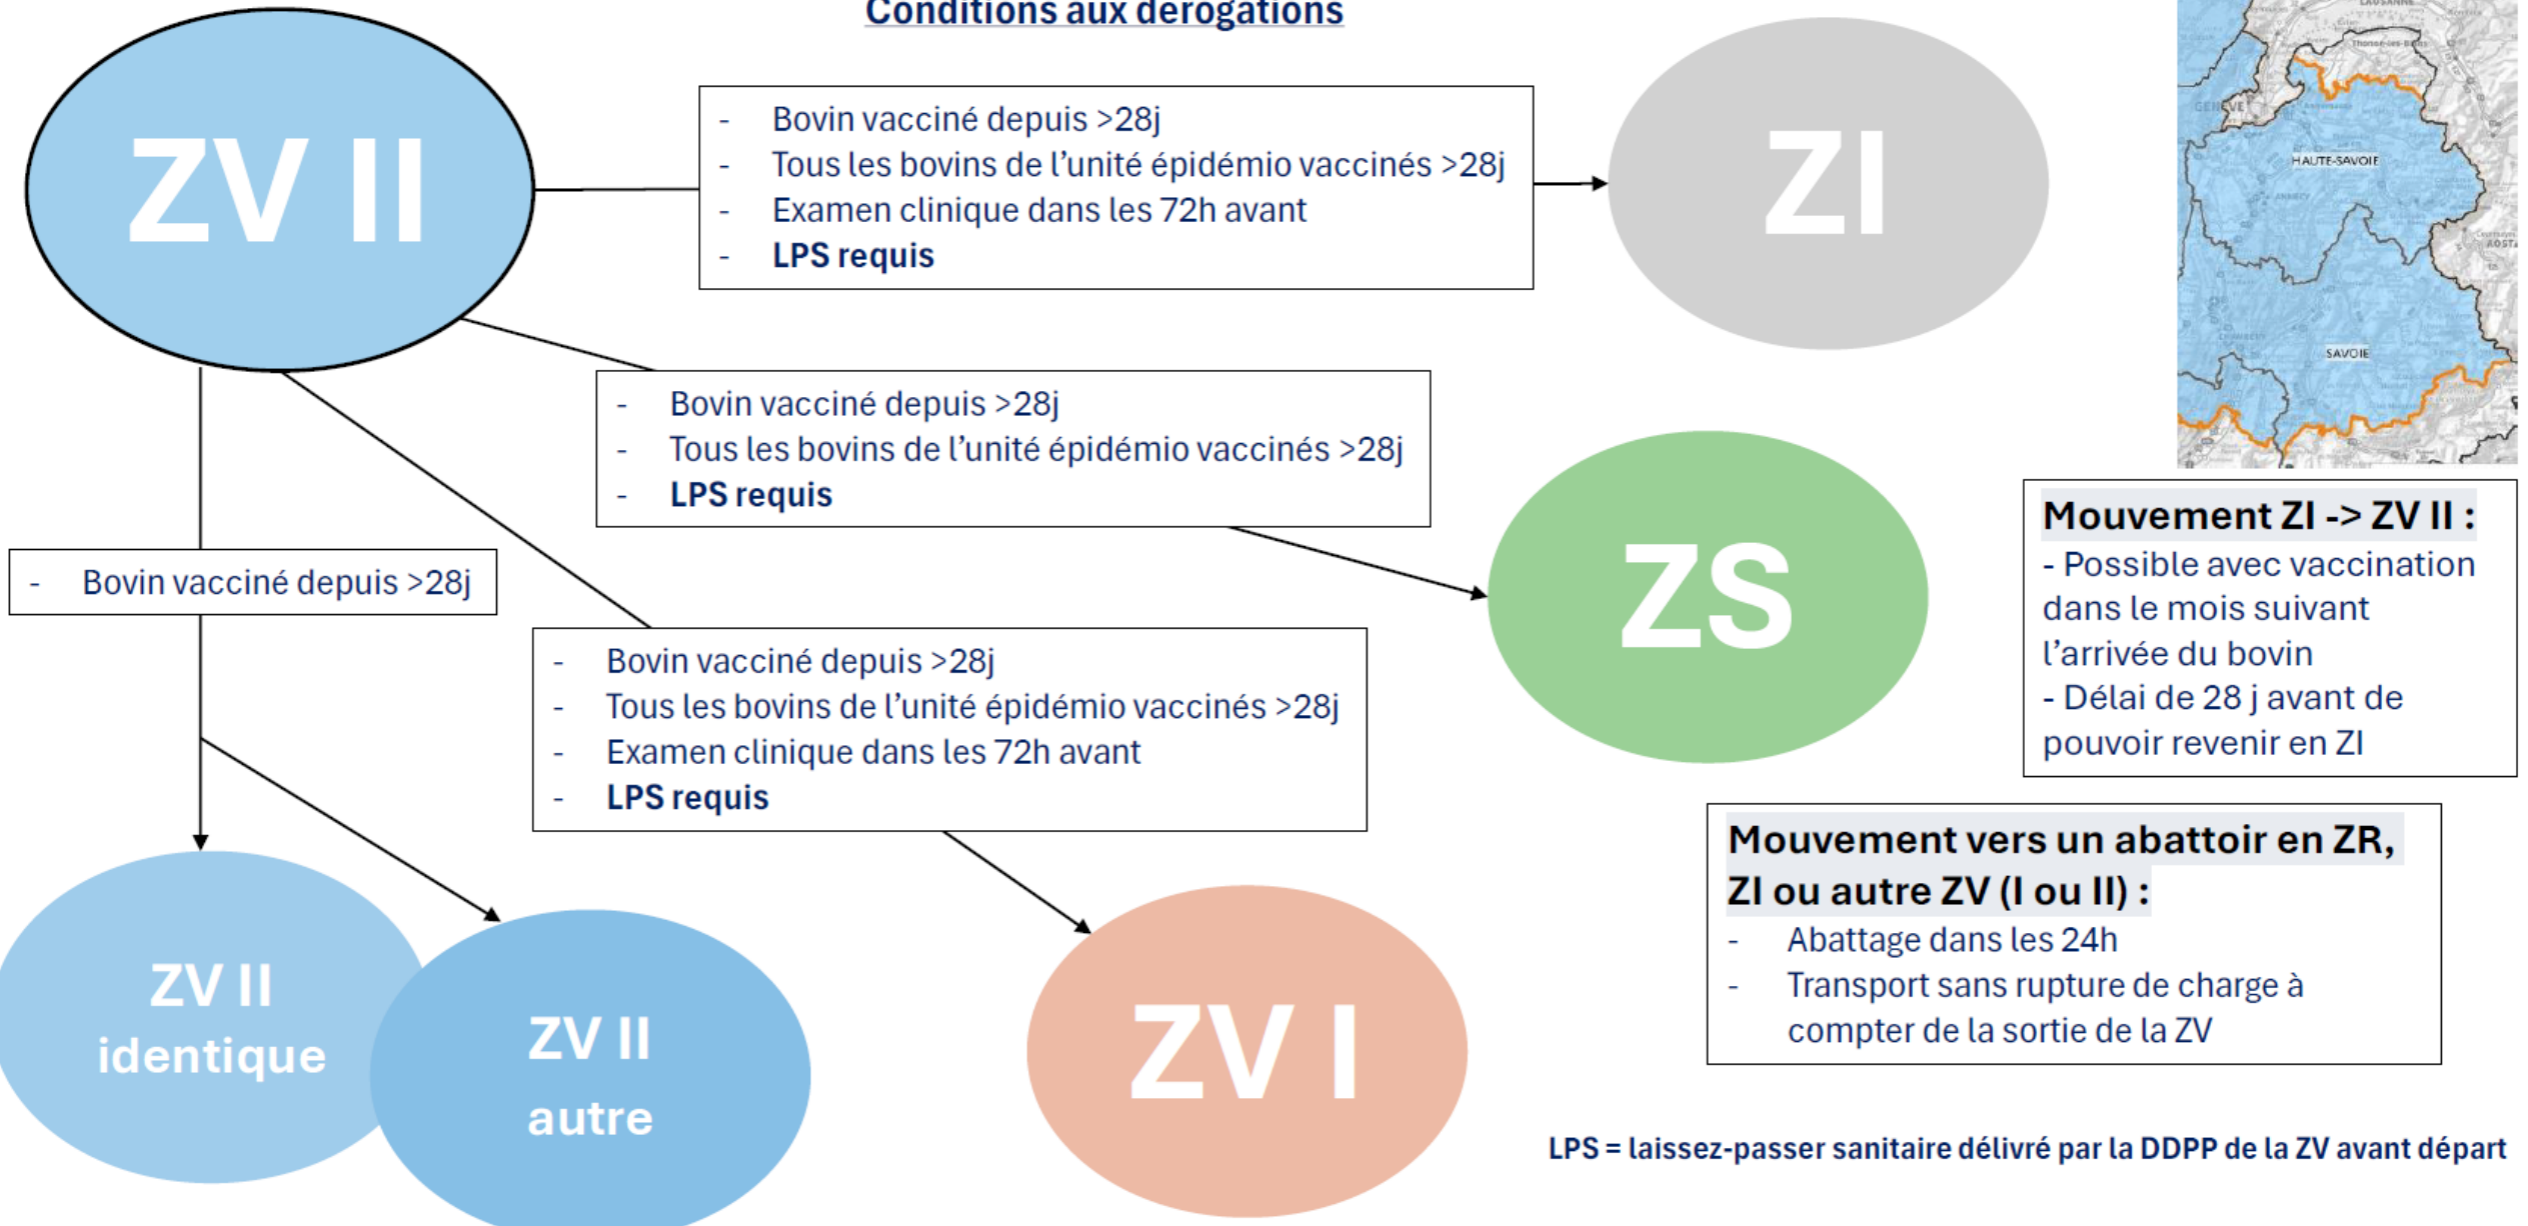 Conditions aux dérogations
ZV II
- Bovin vacciné depuis >28j
- Tous les bovins de l'unité épidémio vaccinés >28j
- Examen clinique dans les 72h avant
- LPS requis
ZI
LAUSANNE
Thonon-les-Bains
GENEVE
HAUTE-SAVOIE
ANNECY
AOSTA
CHAMBERY
SAVOIE
- Bovin vacciné depuis >28j
- Tous les bovins de l'unité épidémio vaccinés >28j
- LPS requis
ZS
Mouvement ZI -> ZV II :
- Possible avec vaccination
dans le mois suivant
l'arrivée du bovin
- Délai de 28 j avant de
pouvoir revenir en ZI
- Bovin vacciné depuis >28j
- Bovin vacciné depuis >28j
- Tous les bovins de l'unité épidémio vaccinés >28j
- Examen clinique dans les 72h avant
- LPS requis
Mouvement vers un abattoir en ZR,
ZI ou autre ZV (I ou II) :
- Abattage dans les 24h
- Transport sans rupture de charge à
compter de la sortie de la ZV
ZV II
identique
ZV II
autre
ZV I
LPS = laissez-passer sanitaire délivré par la DDPP de la ZV avant départ